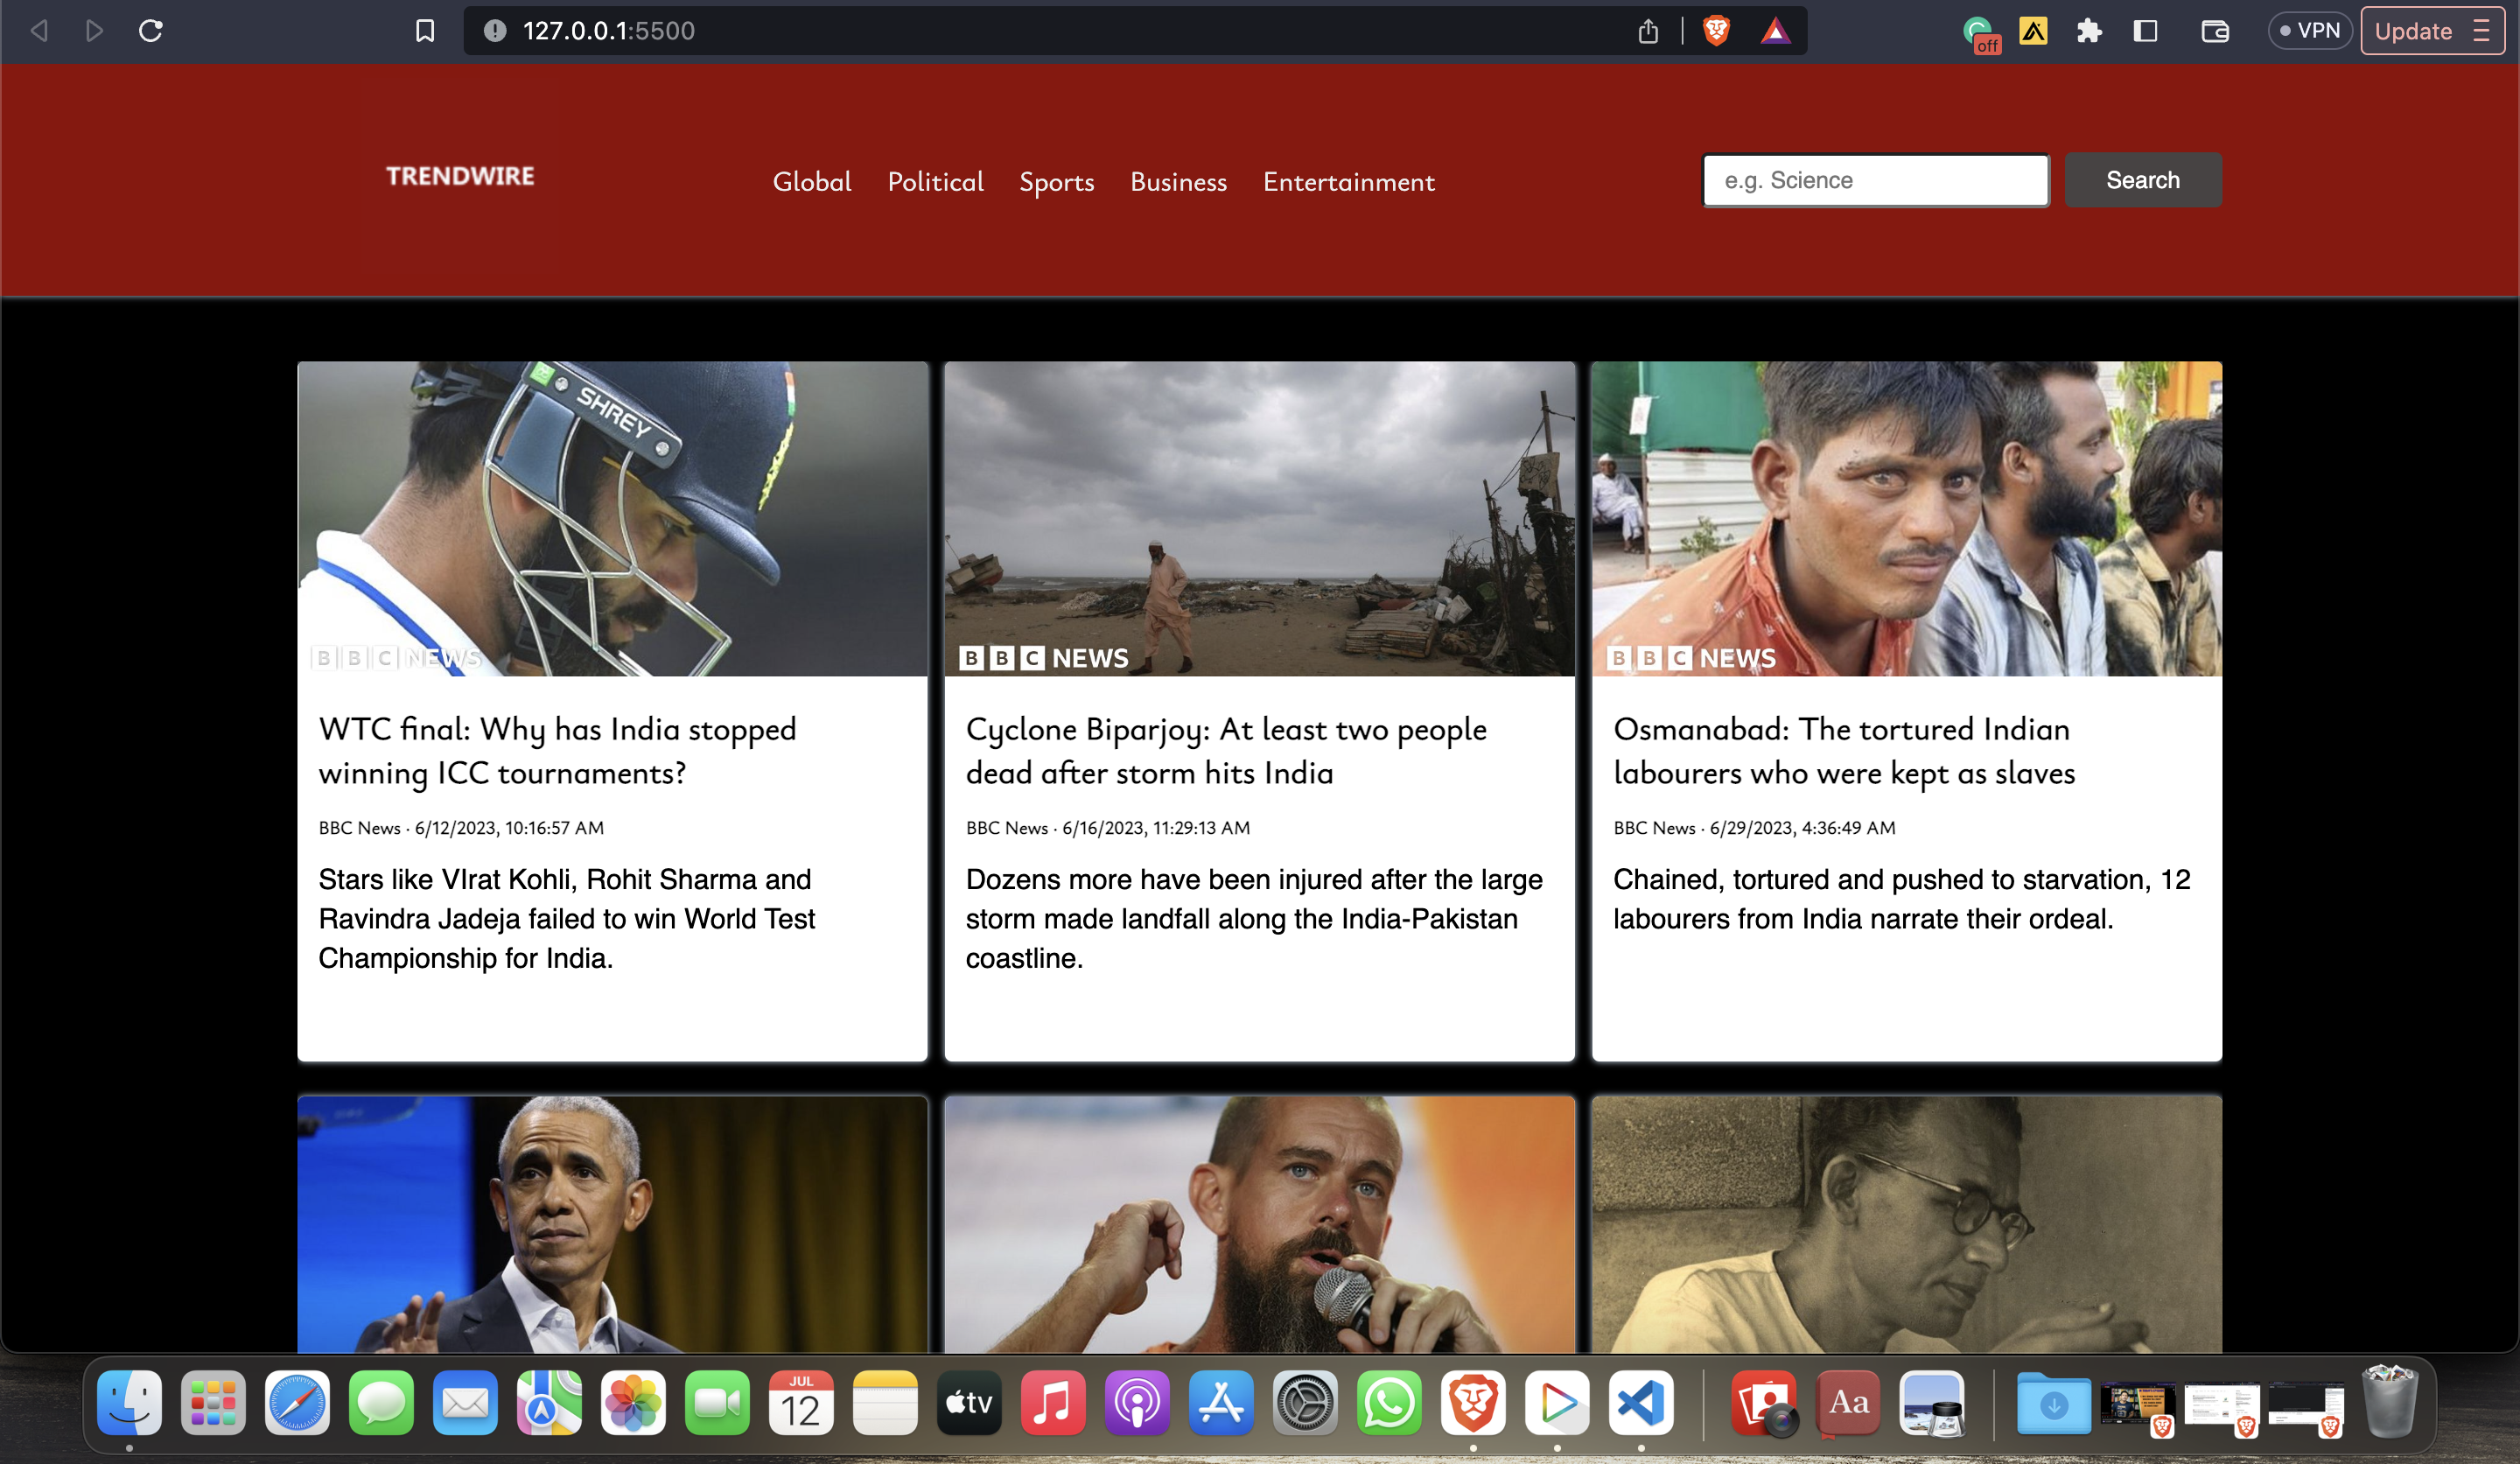 127.0.0.1:5500
off
VPN
Update
TRENDWIRE
Global
Political
Sports
Business
Entertainment
e.g. Science
Search
SHREY
BBC NEWS
BBC NEWS
BBC NEWS
WTC final: Why has India stopped
winning ICC tournaments?
BBC News · 6/12/2023, 10:16:57 AM
Stars like VIrat Kohli, Rohit Sharma and
Ravindra Jadeja failed to win World Test
Championship for India.
Cyclone Biparjoy: At least two people
dead after storm hits India
BBC News · 6/16/2023, 11:29:13 AM
Dozens more have been injured after the large
storm made landfall along the India-Pakistan
coastline.
Osmanabad: The tortured Indian
labourers who were kept as slaves
BBC News · 6/29/2023, 4:36:49 AM
Chained, tortured and pushed to starvation, 12
labourers from India narrate their ordeal.
JUL
12
tv
Aa